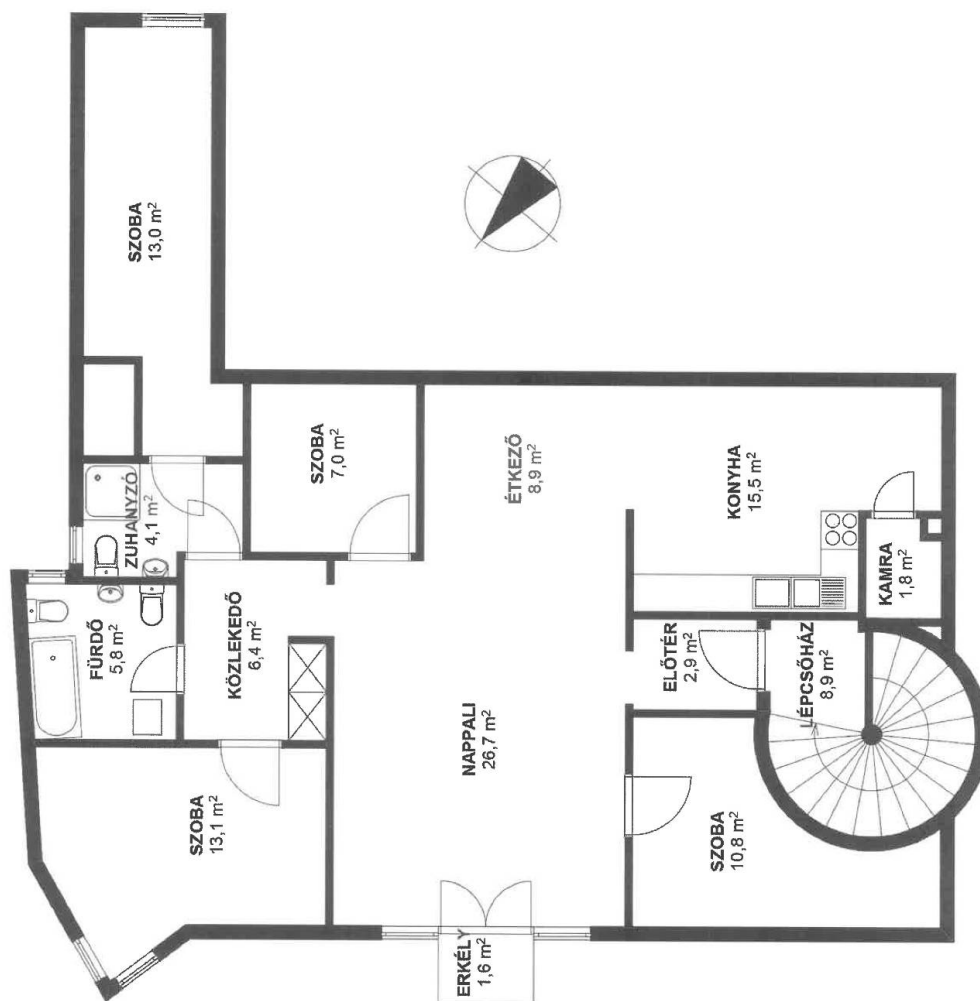 SZOBA
13,0 m²
SZOBA
7,0 m²
ÉTKEZŐ
8,9 m²
KONYHA
15,5 m²
ZUHANYZÓ
4,1 m²
KAMRA
1,8 m²
FÜRDŐ
5,8 m²
KÖZLEKEDŐ
6,4 m²
ELŐTÉR
2,9 m²
LÉPCSŐHÁZ
8,9 m²
NAPPALI
26,7 m²
SZOBA
13,1 m²
SZOBA
10,8 m²
ERKÉLY
1,6 m²